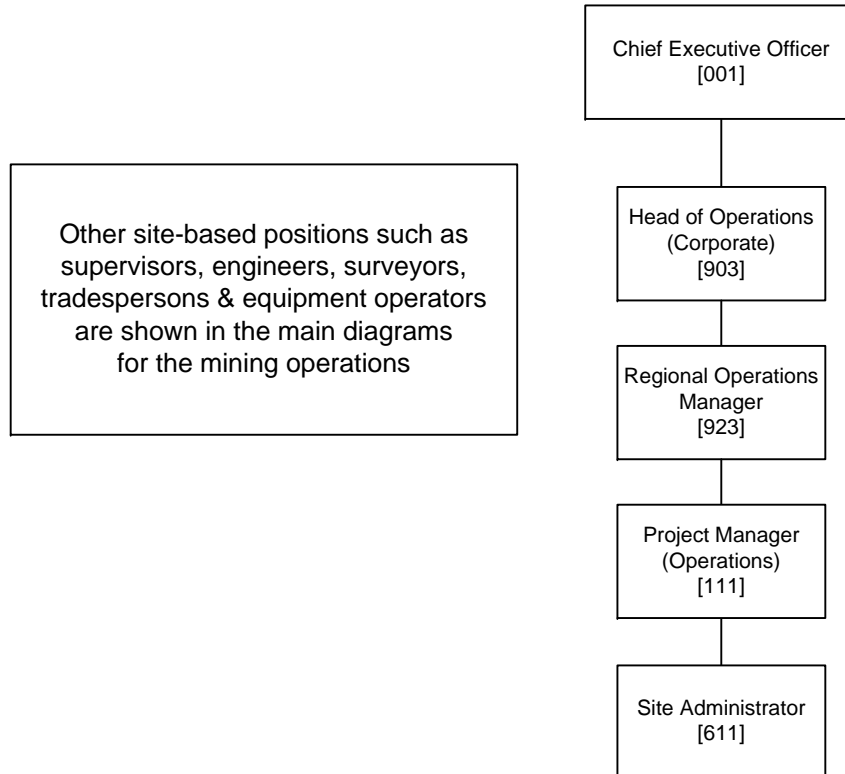 Chief Executive Officer
[001]
Other site-based positions such as
supervisors, engineers, surveyors,
tradespersons & equipment operators
are shown in the main diagrams
for the mining operations
Head of Operations
(Corporate)
[903]
Regional Operations
Manager
[923]
Project Manager
(Operations)
[111]
Site Administrator
[611]